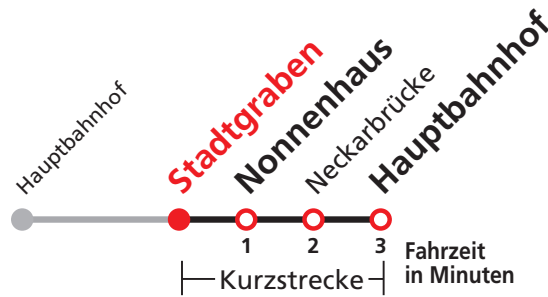 Hauptbahnhof
Stadtgraben
Nonnenhaus
Neckarbrücke
Hauptbahnhof
1
2
3
Fahrzeit
in Minuten
Kurzstrecke